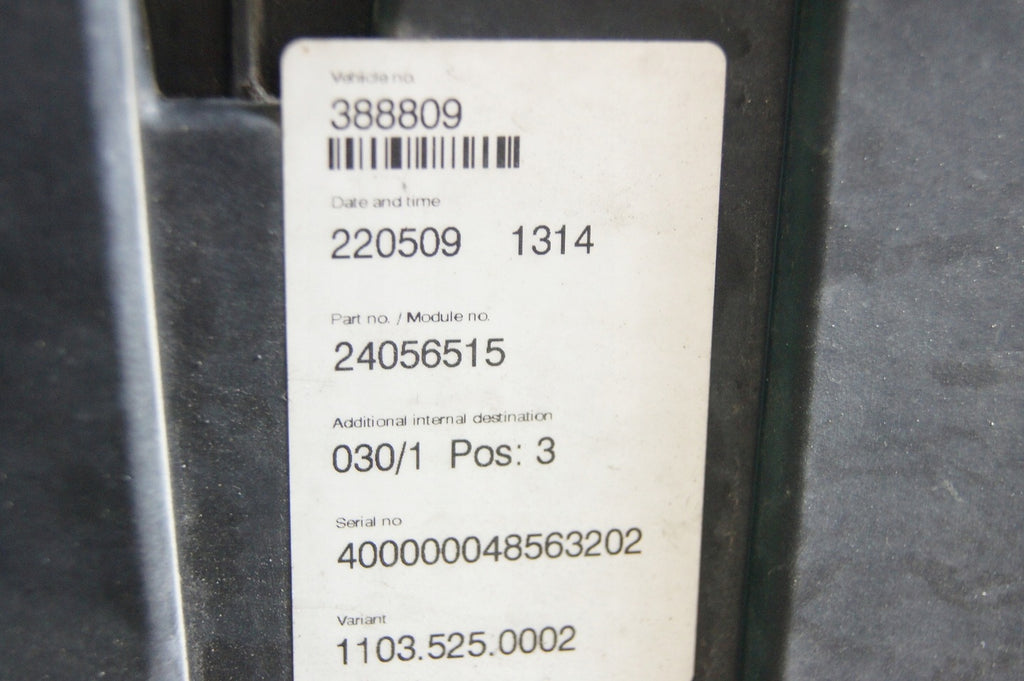 Vehicle no.
388809
Date and time
220509 1314
Part no. / Module no.
24056515
Additional internal destination
030/1 Pos: 3
Serial no
400000048563202
Variant
1103.525.0002